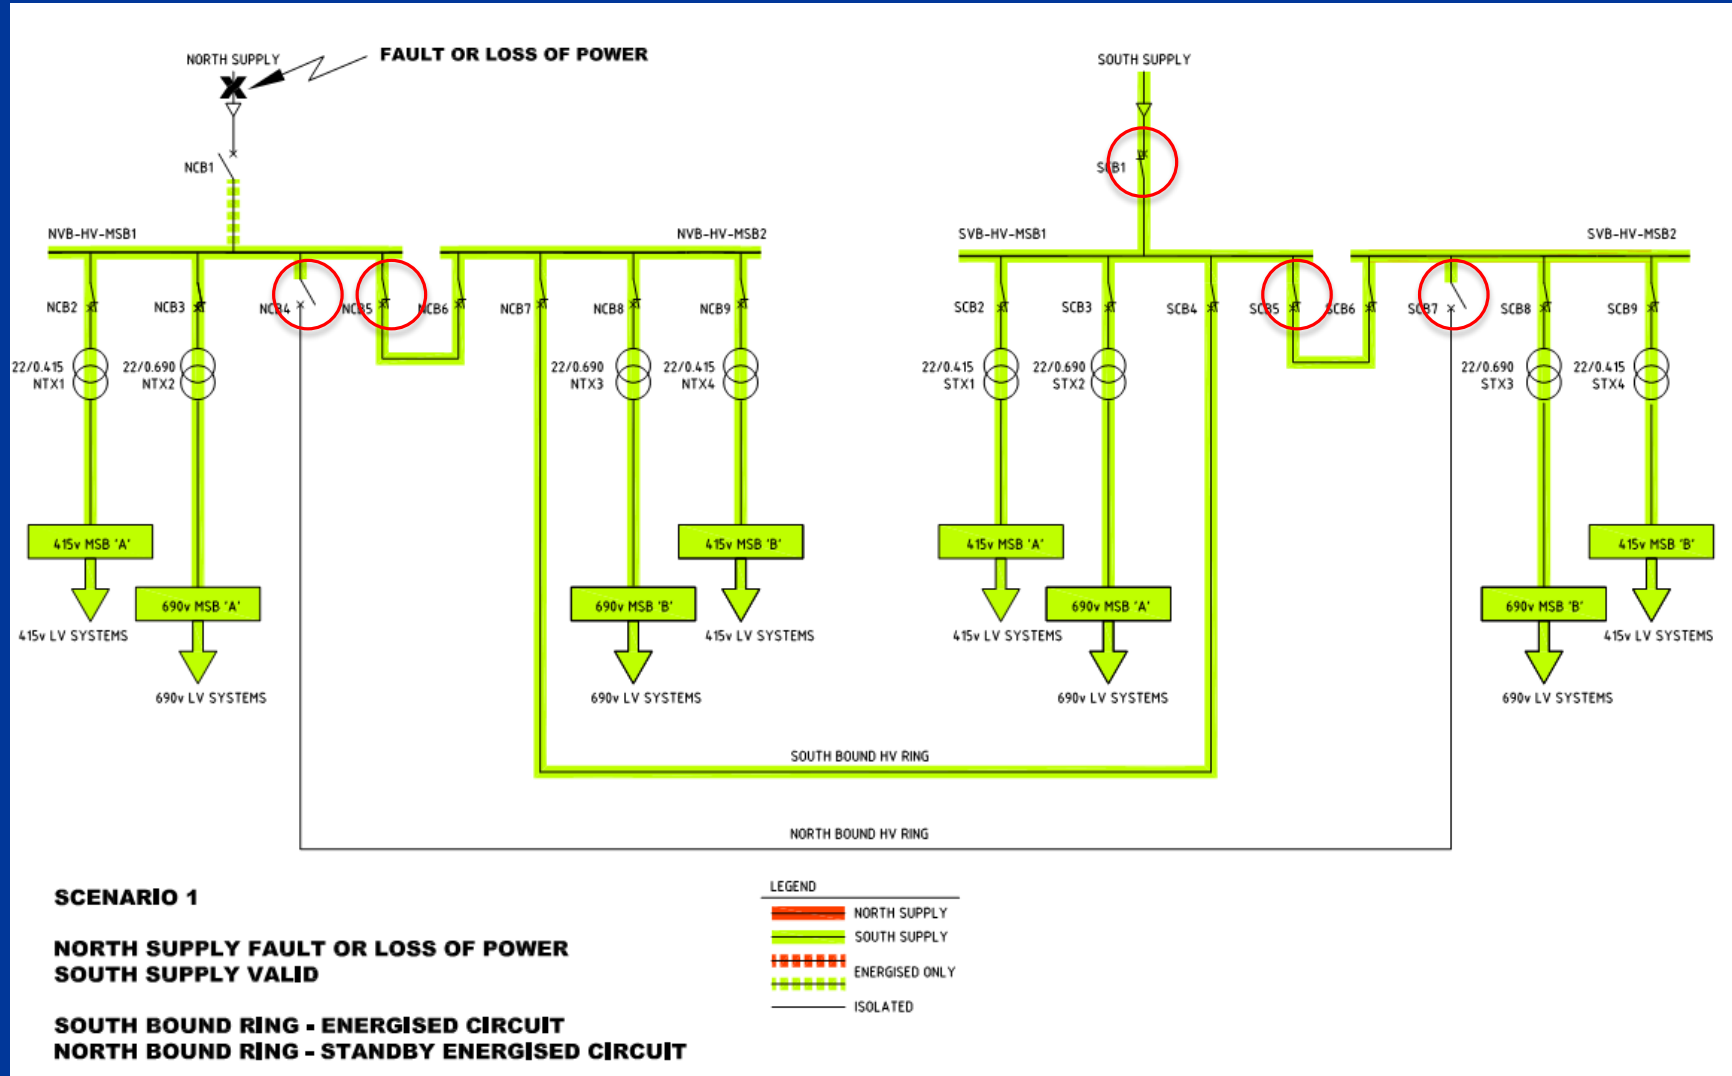 FAULT OR LOSS OF POWER
NORTH SUPPLY
SOUTH SUPPLY
NCB1
SCB1
NVB-HV-MSB1
NVB-HV-MSB2
SVB-HV-MSB1
SVB-HV-MSB2
NCB2
NCB3
NCB4
NCB5
NCB6
NCB7
NCB8
NCB9
SCB2
SCB3
SCB4
SCB5
SCB6
SCB7
SCB8
SCB9
22/0.415
NTX1
22/0.690
NTX2
22/0.690
NTX3
22/0.415
NTX4
22/0.415
STX1
22/0.690
STX2
22/0.690
STX3
22/0.415
STX4
415v MSB 'A'
415v MSB 'B'
415v MSB 'A'
415v MSB 'B'
690v MSB 'A'
690v MSB 'B'
690v MSB 'A'
690v MSB 'B'
415v LV SYSTEMS
415v LV SYSTEMS
415v LV SYSTEMS
415v LV SYSTEMS
690v LV SYSTEMS
690v LV SYSTEMS
690v LV SYSTEMS
690v LV SYSTEMS
SOUTH BOUND HV RING
NORTH BOUND HV RING
SCENARIO 1
NORTH SUPPLY FAULT OR LOSS OF POWER
SOUTH SUPPLY VALID
SOUTH BOUND RING - ENERGISED CIRCUIT
NORTH BOUND RING - STANDBY ENERGISED CIRCUIT
LEGEND
NORTH SUPPLY
SOUTH SUPPLY
ENERGISED ONLY
ISOLATED